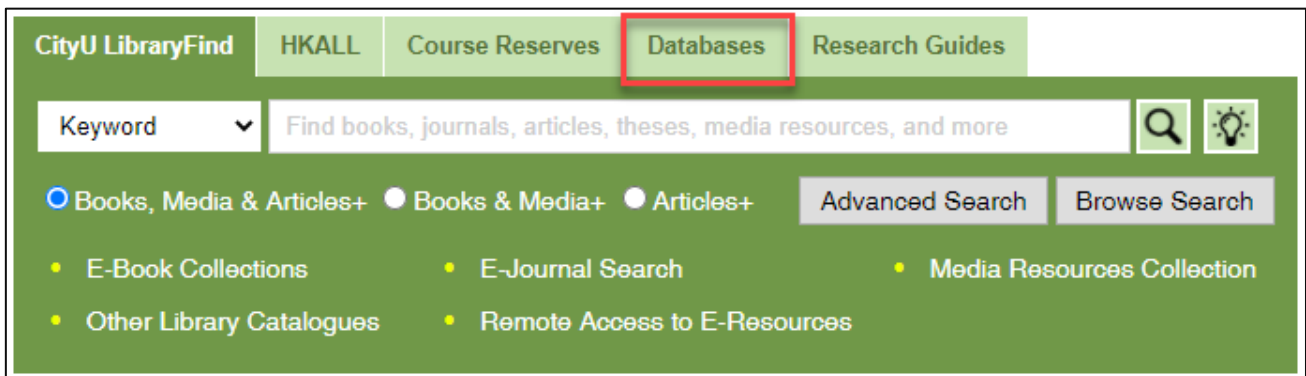 CityU LibraryFind HKALL Course Reserves Databases Research Guides
Keyword Find books, journals, articles, theses, media resources, and more
Books, Media & Articles+ Books & Media+ Articles+ Advanced Search Browse Search
• E-Book Collections • E-Journal Search • Media Resources Collection
• Other Library Catalogues • Remote Access to E-Resources